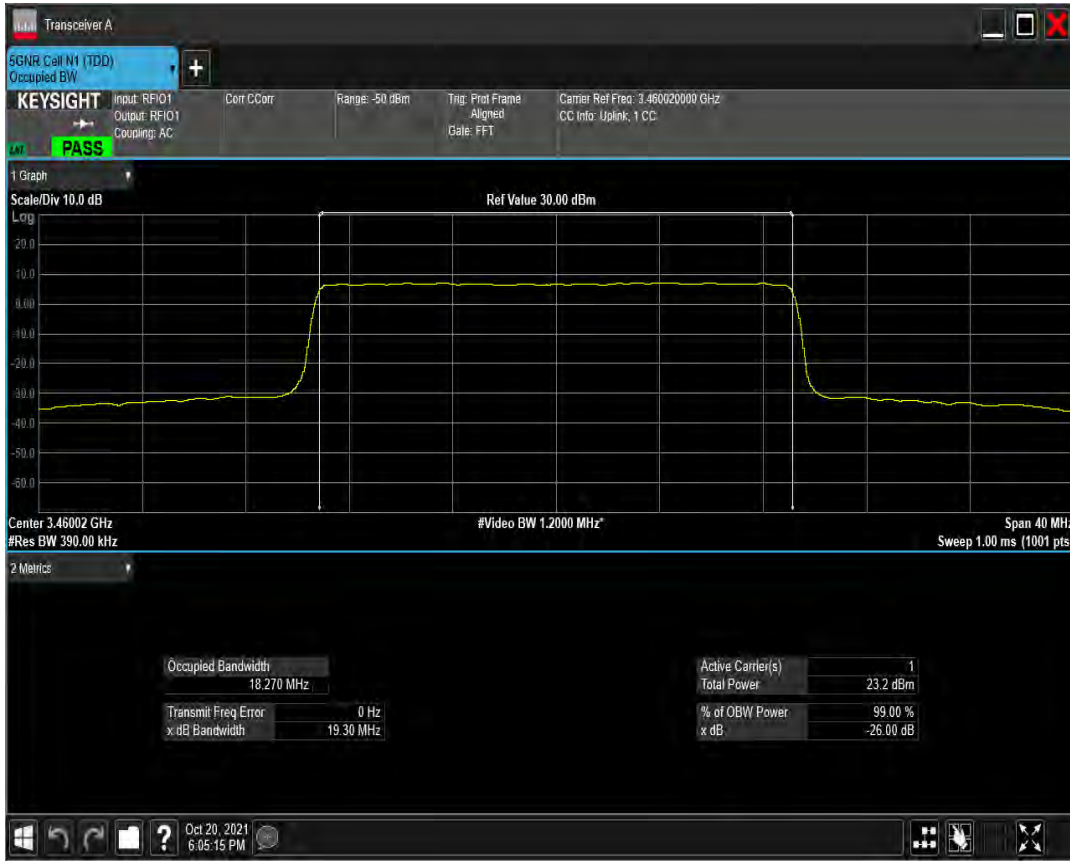 Transceiver A
5GNR Cell N1 (TDD)
Occupied BW
+
KEYSIGHT
PASS
Input: RFIO1
Output: RFIO1
Coupling: AC
Corr CCorr
Range: -50 dBm
Trig: Prot Frame
Aligned
Gate: FFT
Carrier Ref Freq: 3.460020000 GHz
CC Info: Uplink, 1 CC
1 Graph
Scale/Div 10.0 dB
Ref Value 30.00 dBm
Log
20.0
10.0
0.00
-10.0
-20.0
-30.0
-40.0
-50.0
-60.0
Center 3.46002 GHz
#Video BW 1.2000 MHz*
Span 40 MHz
#Res BW 390.00 kHz
Sweep 1.00 ms (1001 pts
2 Metrics
Occupied Bandwidth
18.270 MHz
Transmit Freq Error 0 Hz
x dB Bandwidth 19.30 MHz
Active Carrier(s) 1
Total Power 23.2 dBm
% of OBW Power 99.00 %
x dB -26.00 dB
?
Oct 20, 2021
6:05:15 PM